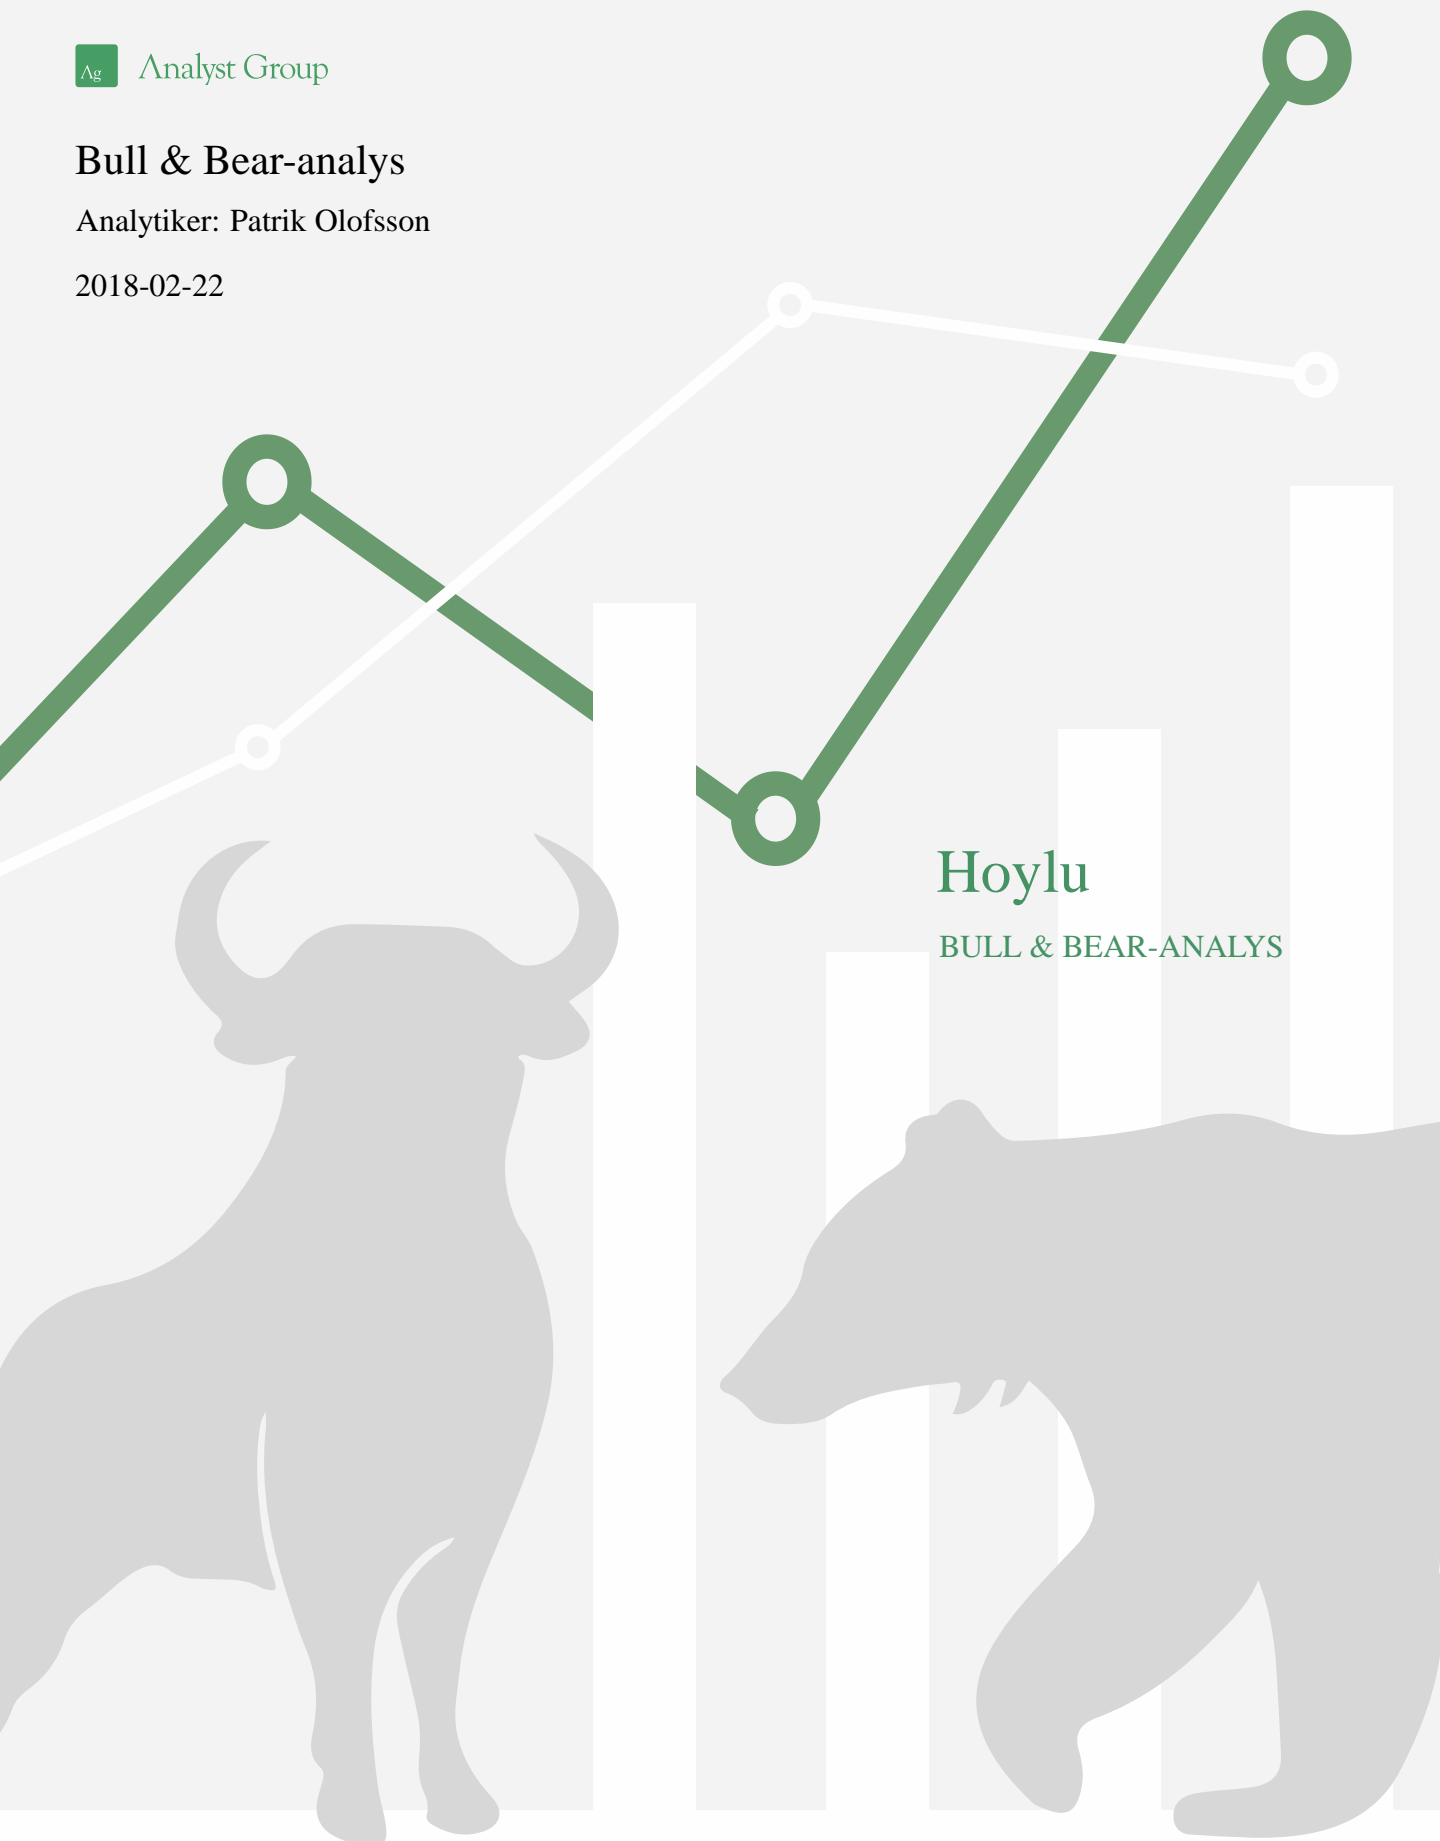 Ag Analyst Group
Bull & Bear-analys
Analytiker: Patrik Olofsson
2018-02-22
Hoylu
BULL & BEAR-ANALYS